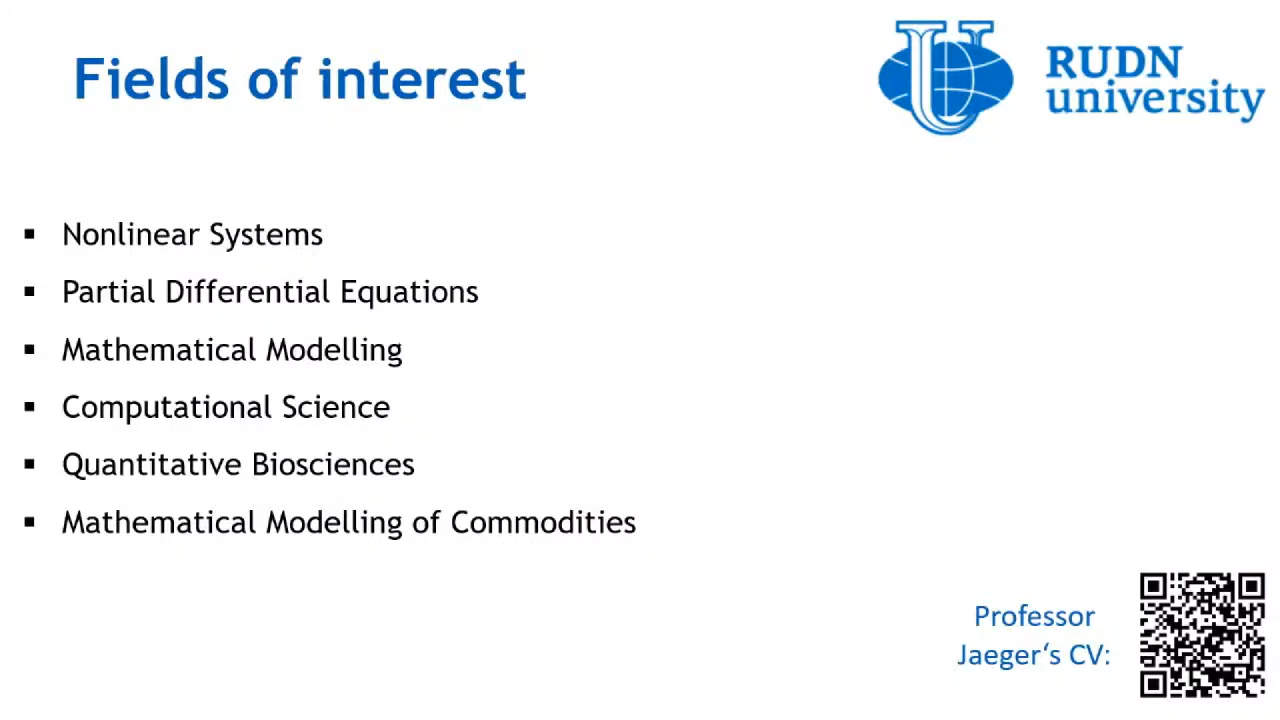 Fields of interest
RUDN
university
▪ Nonlinear Systems
▪ Partial Differential Equations
▪ Mathematical Modelling
▪ Computational Science
▪ Quantitative Biosciences
▪ Mathematical Modelling of Commodities
Professor
Jaeger‘s CV: